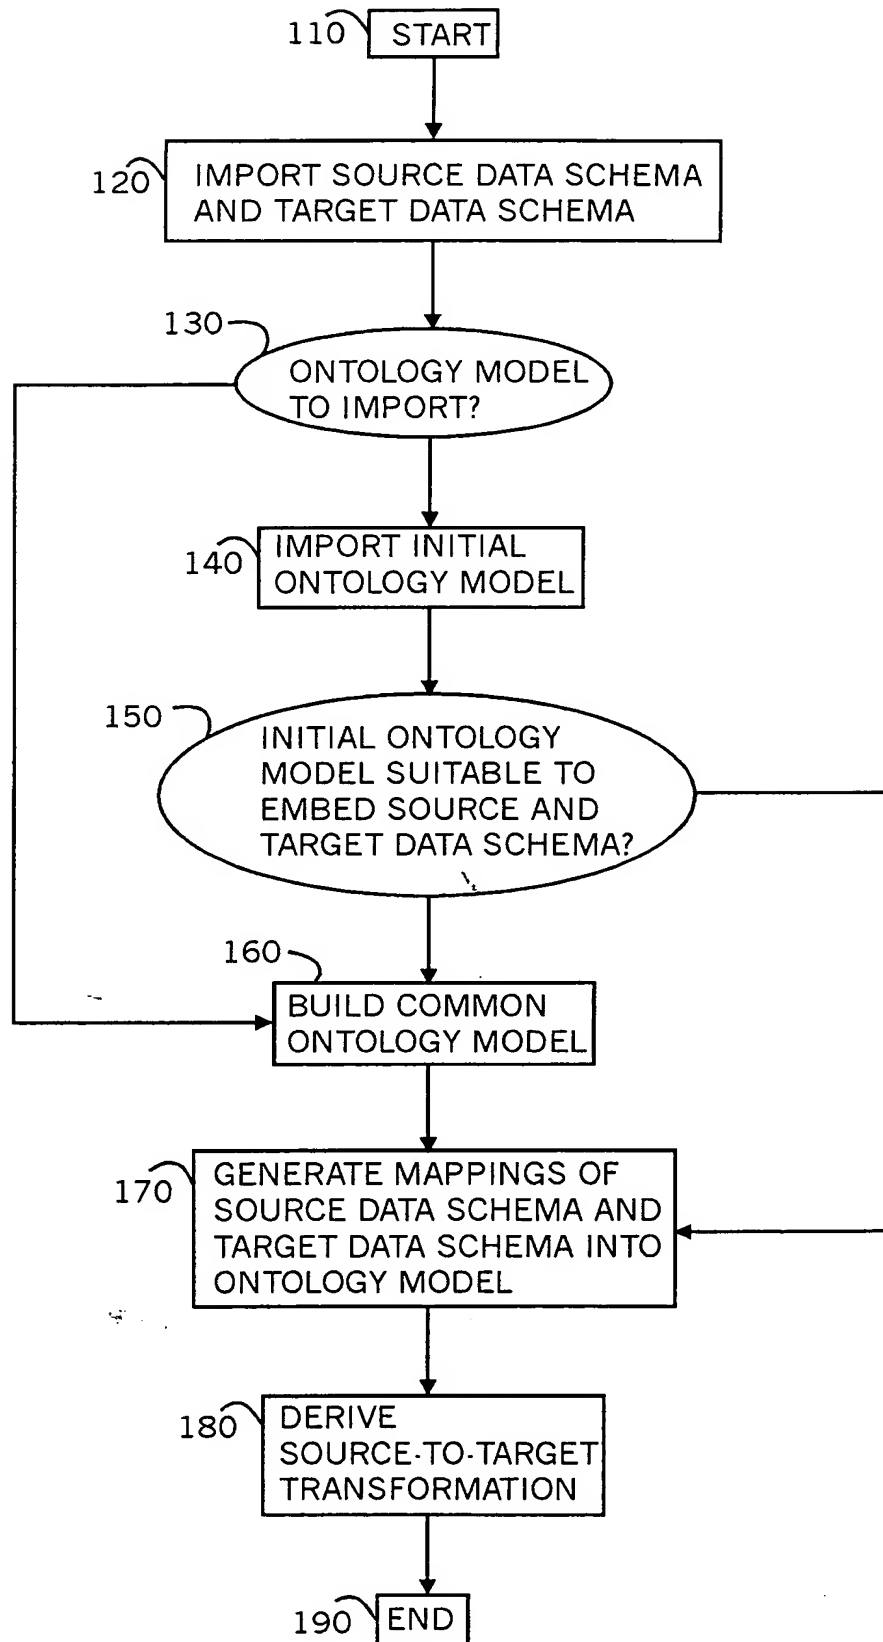 110
START
120
IMPORT SOURCE DATA SCHEMA
AND TARGET DATA SCHEMA
130
ONTOLOGY MODEL
TO IMPORT?
140
IMPORT INITIAL
ONTOLOGY MODEL
150
INITIAL ONTOLOGY
MODEL SUITABLE TO
EMBED SOURCE AND
TARGET DATA SCHEMA?
160
BUILD COMMON
ONTOLOGY MODEL
170
GENERATE MAPPINGS OF
SOURCE DATA SCHEMA AND
TARGET DATA SCHEMA INTO
ONTOLOGY MODEL
180
DERIVE
SOURCE-TO-TARGET
TRANSFORMATION
190
END